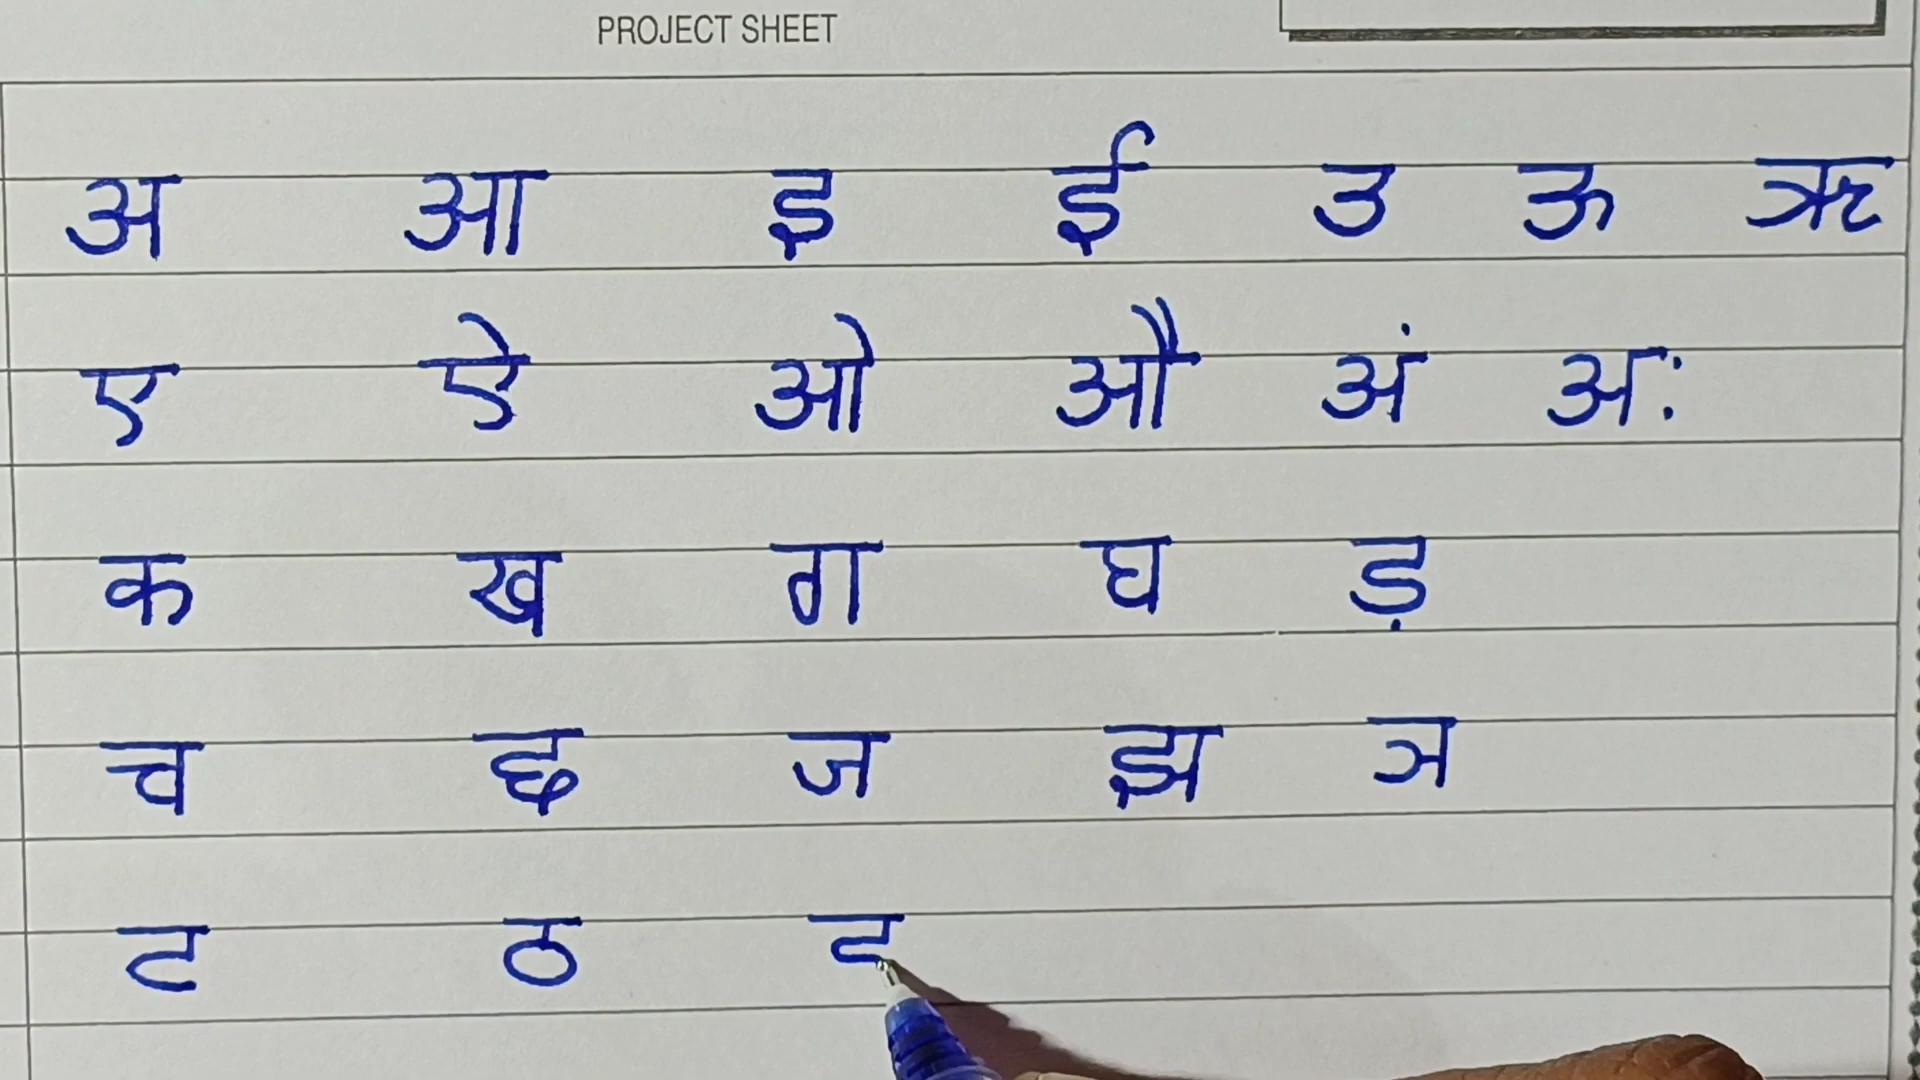 PROJECT SHEET
अ आ इ ई उ ऊ ऋ
ए ऐ ओ औ अं अः
क ख ग घ ड़
च छ ज झ ञ
ट ठ